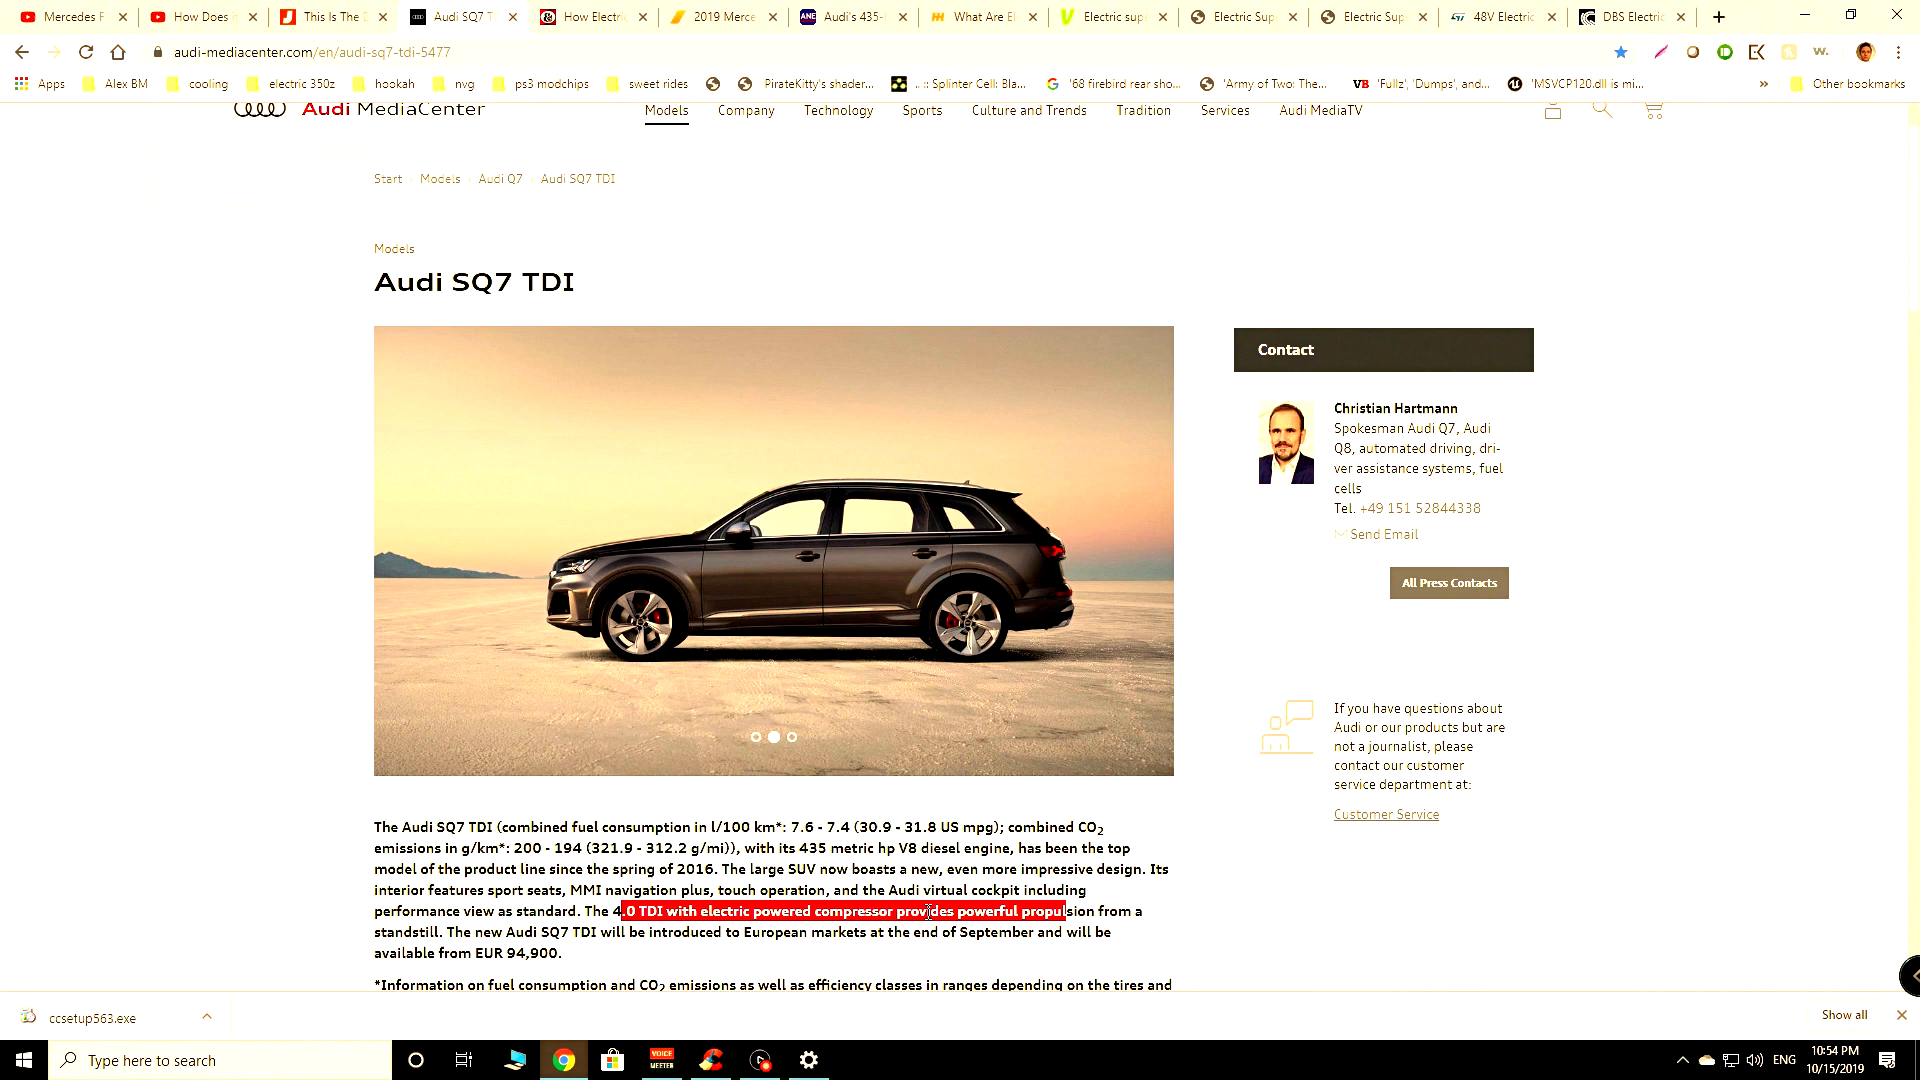 Mercedes F
How Does
This Is The
Audi SQ7 T
How Electri
2019 Merce
Audi's 435-
What Are El
Electric sup
Electric Sup
Electric Sup
48V Electric
DBS Electric
audi-mediacenter.com/en/audi-sq7-tdi-5477
Apps
Alex BM
cooling
electric 350z
hookah
nvg
ps3 modchips
sweet rides
PirateKitty's shader...
.. :: Splinter Cell: Bla...
'68 firebird rear sho...
'Army of Two: The...
'Fullz', 'Dumps', and...
'MSVCP120.dll is mi...
»
Other bookmarks
Audi MediaCenter
Models
Company
Technology
Sports
Culture and Trends
Tradition
Services
Audi MediaTV
Start
Models
Audi Q7
Audi SQ7 TDI
Models
Audi SQ7 TDI
Contact
Christian Hartmann
Spokesman Audi Q7, Audi
Q8, automated driving, dri-
ver assistance systems, fuel
cells
Tel. +49 151 52844338
Send Email
All Press Contacts
If you have questions about
Audi or our products but are
not a journalist, please
contact our customer
service department at:
Customer Service
The Audi SQ7 TDI (combined fuel consumption in l/100 km*: 7.6 - 7.4 (30.9 - 31.8 US mpg); combined CO2
emissions in g/km*: 200 - 194 (321.9 - 312.2 g/mi)), with its 435 metric hp V8 diesel engine, has been the top
model of the product line since the spring of 2016. The large SUV now boasts a new, even more impressive design. Its
interior features sport seats, MMI navigation plus, touch operation, and the Audi virtual cockpit including
performance view as standard. The 4.0 TDI with electric powered compressor provides powerful propulsion from a
standstill. The new Audi SQ7 TDI will be introduced to European markets at the end of September and will be
available from EUR 94,900.
*Information on fuel consumption and CO2 emissions as well as efficiency classes in ranges depending on the tires and
ccsetup563.exe
Show all
Type here to search
VOICE
MEETER
ENG
10:54 PM
10/15/2019